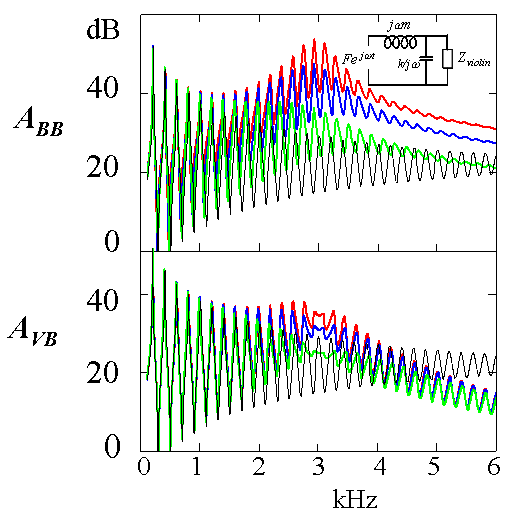 dB
jωm
Fe^jωt
k/jω
Z_violin
40
A_BB
20
0
40
A_VB
20
0
0 1 2 3 4 5 6
kHz